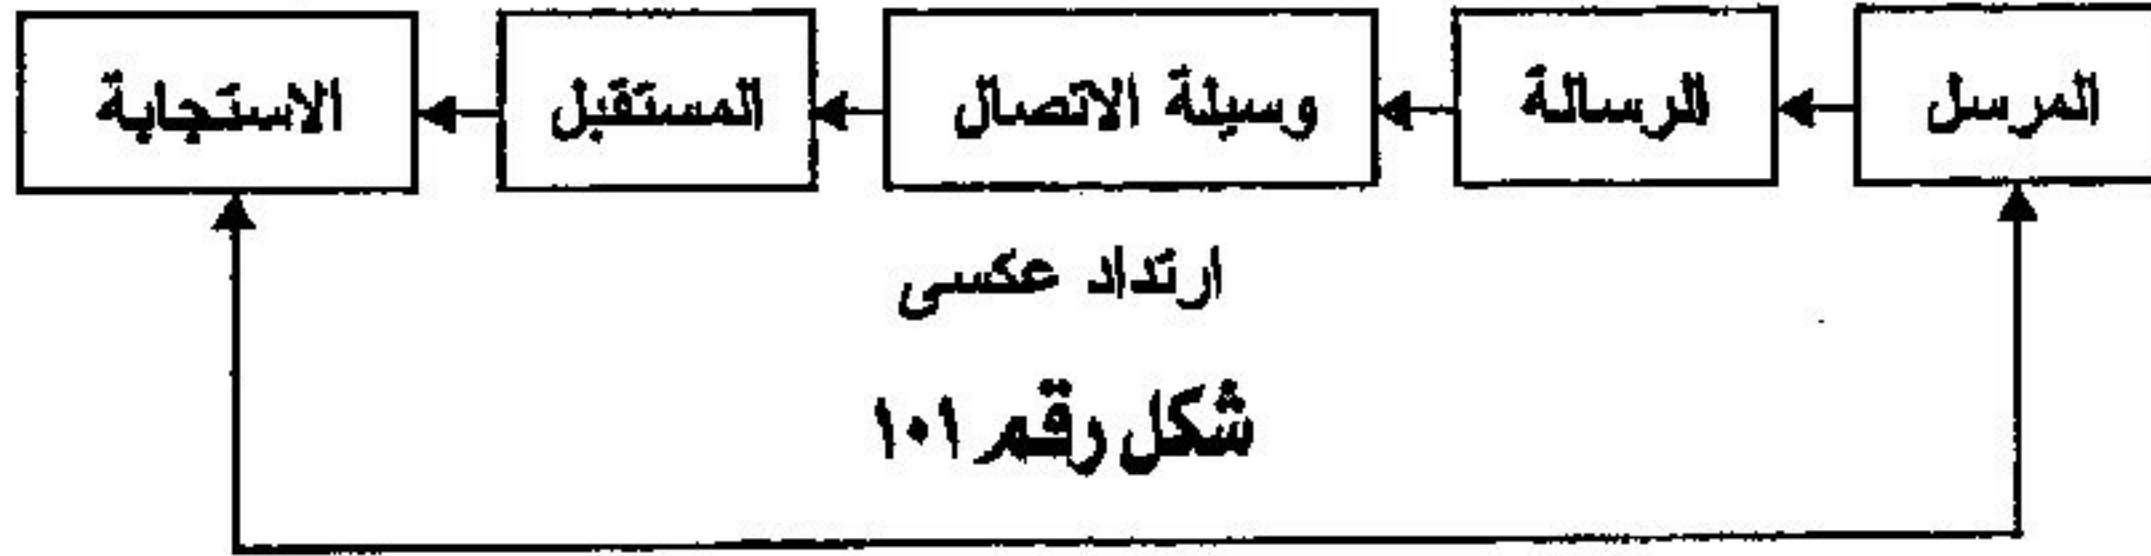 المرسل
الرسالة
وسيلة الاتصال
المستقبل
الاستجابة
ارتداد عكسى
شكل رقم ١٠١